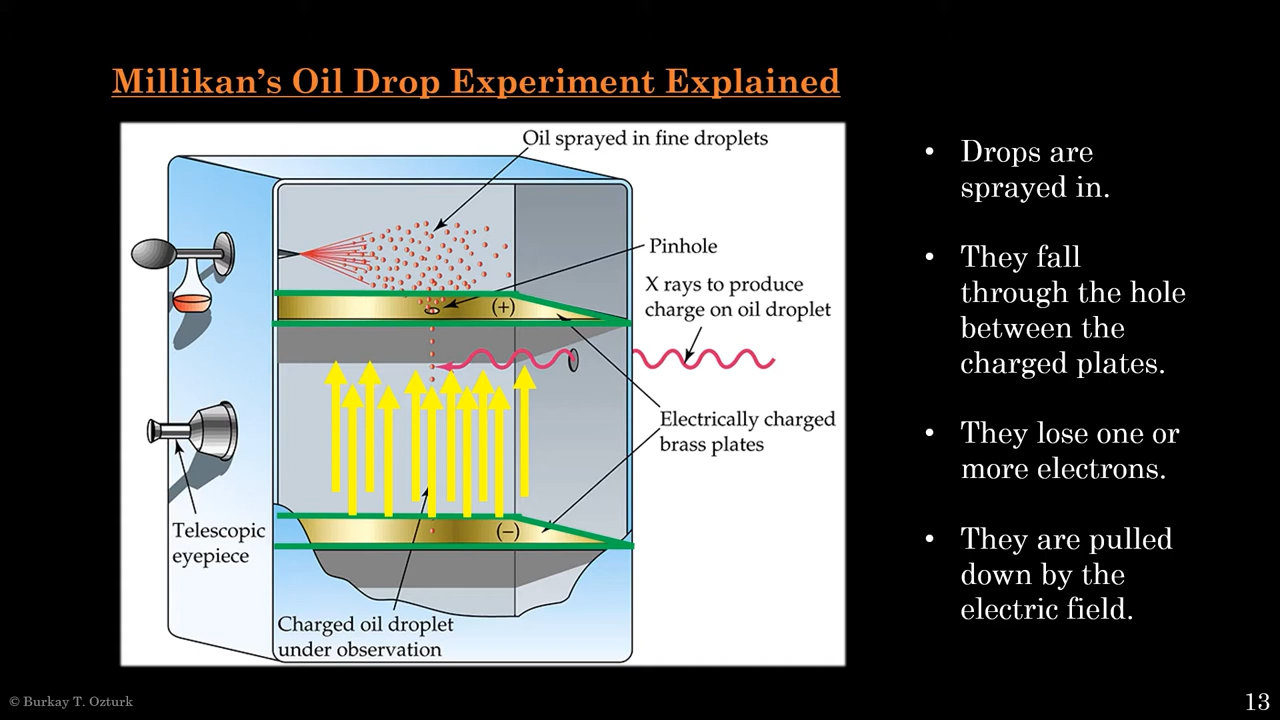 Millikan's Oil Drop Experiment Explained
Oil sprayed in fine droplets
Pinhole
X rays to produce
charge on oil droplet
(+)
Electrically charged
brass plates
(–)
Telescopic
eyepiece
Charged oil droplet
under observation
• Drops are
sprayed in.
• They fall
through the hole
between the
charged plates.
• They lose one or
more electrons.
• They are pulled
down by the
electric field.
© Burkay T. Ozturk
13